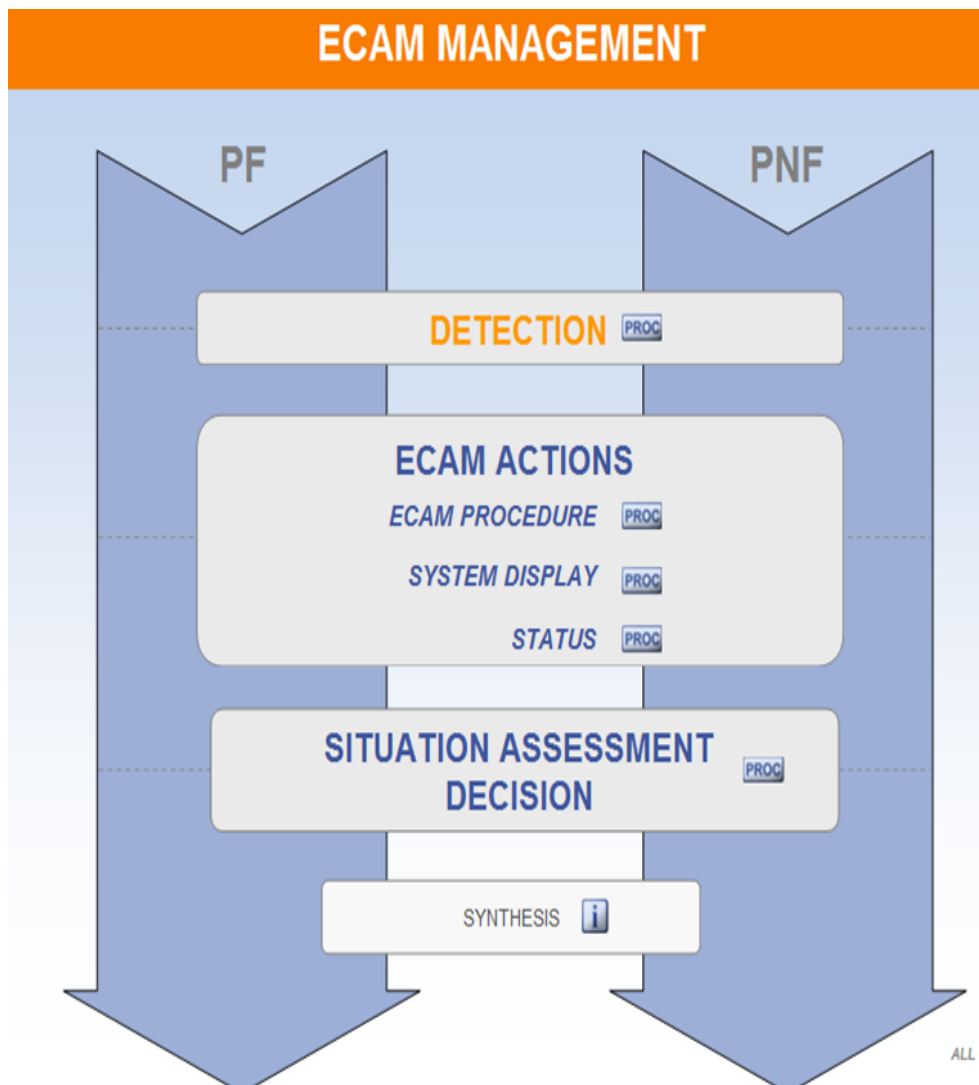 ECAM MANAGEMENT
PF PNF
DETECTION PROC
ECAM ACTIONS
ECAM PROCEDURE PROC
SYSTEM DISPLAY PROC
STATUS PROC
SITUATION ASSESSMENT
DECISION PROC
SYNTHESIS i
ALL